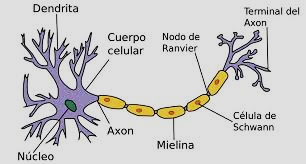 Dendrita
Terminal del
Axon
Cuerpo
celular
Nodo de
Ranvier
Célula de
Schwann
Axon
Mielina
Núcleo